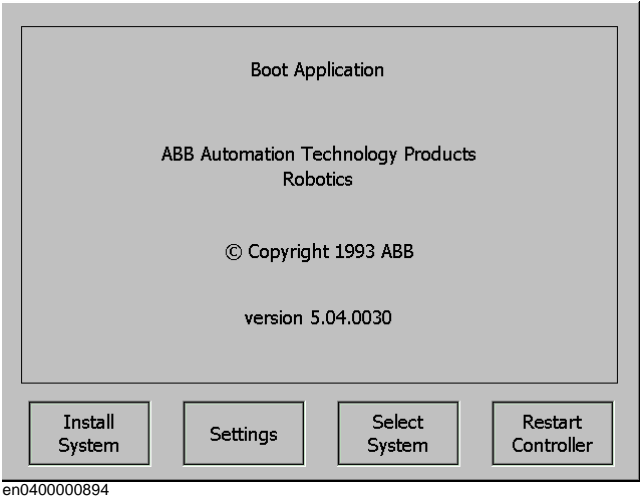 Boot Application
ABB Automation Technology Products
Robotics
© Copyright 1993 ABB
version 5.04.0030
Install
System
Settings
Select
System
Restart
Controller
en0400000894